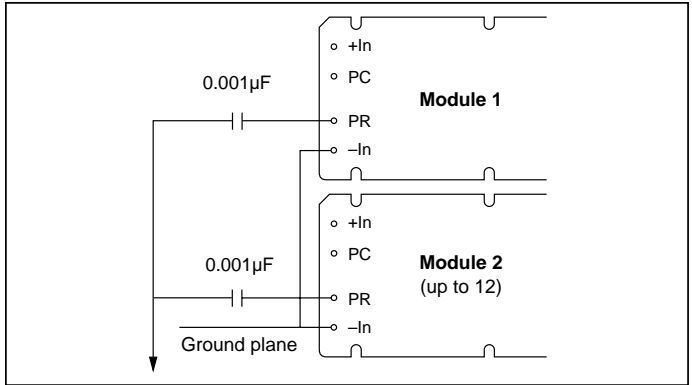 +In
PC
0.001µF
Module 1
PR
–In
+In
PC
0.001µF
Module 2
(up to 12)
PR
–In
Ground plane